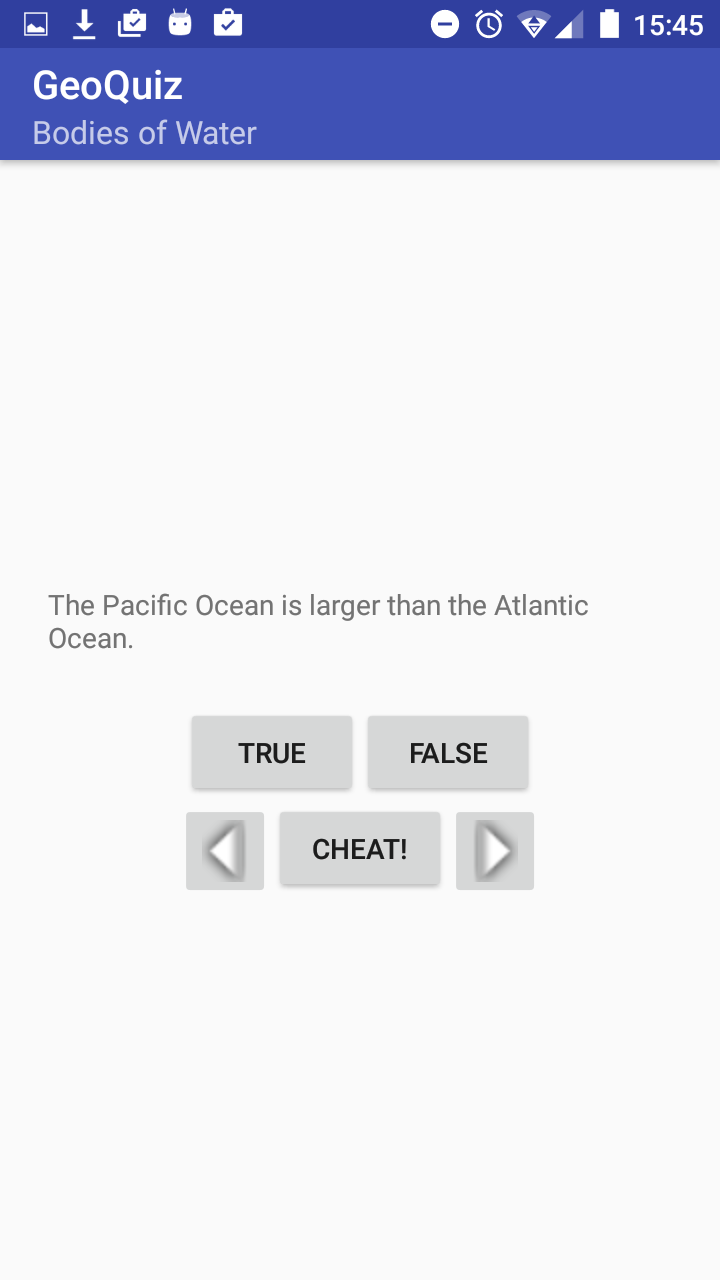 15:45
GeoQuiz
Bodies of Water
The Pacific Ocean is larger than the Atlantic
Ocean.
TRUE FALSE
CHEAT!